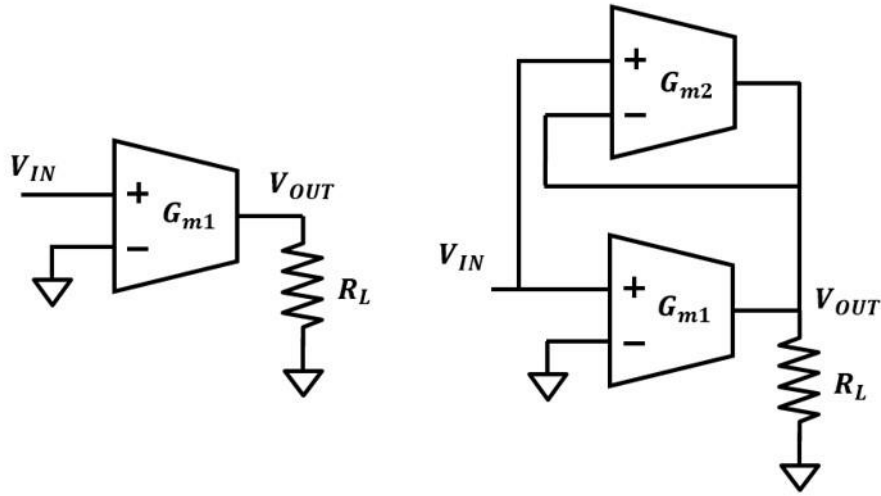 V_IN
+
−
G_m1
V_OUT
R_L
+
−
G_m2
V_IN
+
−
G_m1
V_OUT
R_L